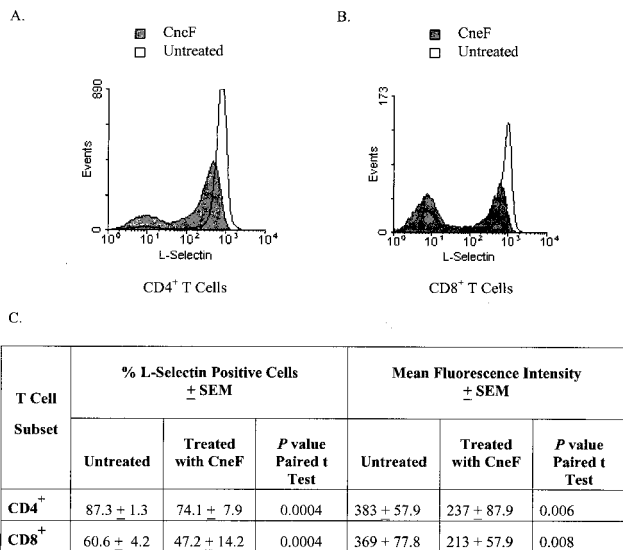 A.
CneF
Untreated
890
Events
0
10⁰ 10¹ 10² 10³ 10⁴
L-Selectin
CD4⁺ T Cells
B.
CneF
Untreated
173
Events
0
10⁰ 10¹ 10² 10³ 10⁴
L-Selectin
CD8⁺ T Cells
C.
T Cell Subset
% L-Selectin Positive Cells ± SEM
Mean Fluorescence Intensity ± SEM
Untreated
Treated with CneF
P value Paired t Test
Untreated
Treated with CneF
P value Paired t Test
CD4⁺ 87.3 ± 1.3 74.1 ± 7.9 0.0004 383 ± 57.9 237 ± 87.9 0.006
CD8⁺ 60.6 ± 4.2 47.2 ± 14.2 0.0004 369 ± 77.8 213 ± 57.9 0.008